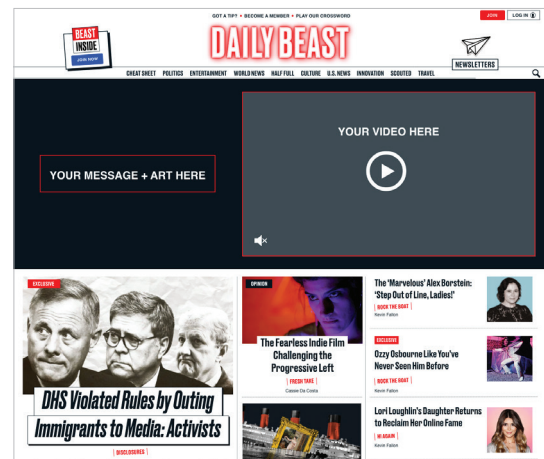 GOT A TIP? • BECOME A MEMBER • PLAY OUR CROSSWORD
JOIN
LOG IN
BEAST
INSIDE
JOIN NOW
DAILY BEAST
NEWSLETTERS
CHEAT SHEET POLITICS ENTERTAINMENT WORLD NEWS HALF FULL CULTURE U.S. NEWS INNOVATION SCOUTED TRAVEL
YOUR MESSAGE + ART HERE
YOUR VIDEO HERE
EXCLUSIVE
DHS Violated Rules by Outing
Immigrants to Media: Activists
DISCLOSURES
OPINION
The Fearless Indie Film
Challenging the
Progressive Left
FRESH TAKE
Cassie Da Costa
The 'Marvelous' Alex Borstein:
'Step Out of Line, Ladies!'
ROCK THE BOAT
Kevin Fallon
EXCLUSIVE
Ozzy Osbourne Like You've
Never Seen Him Before
ROCK THE BOAT
Kevin Fallon
Lori Loughlin's Daughter Returns
to Reclaim Her Online Fame
HI AGAIN
Kevin Fallon